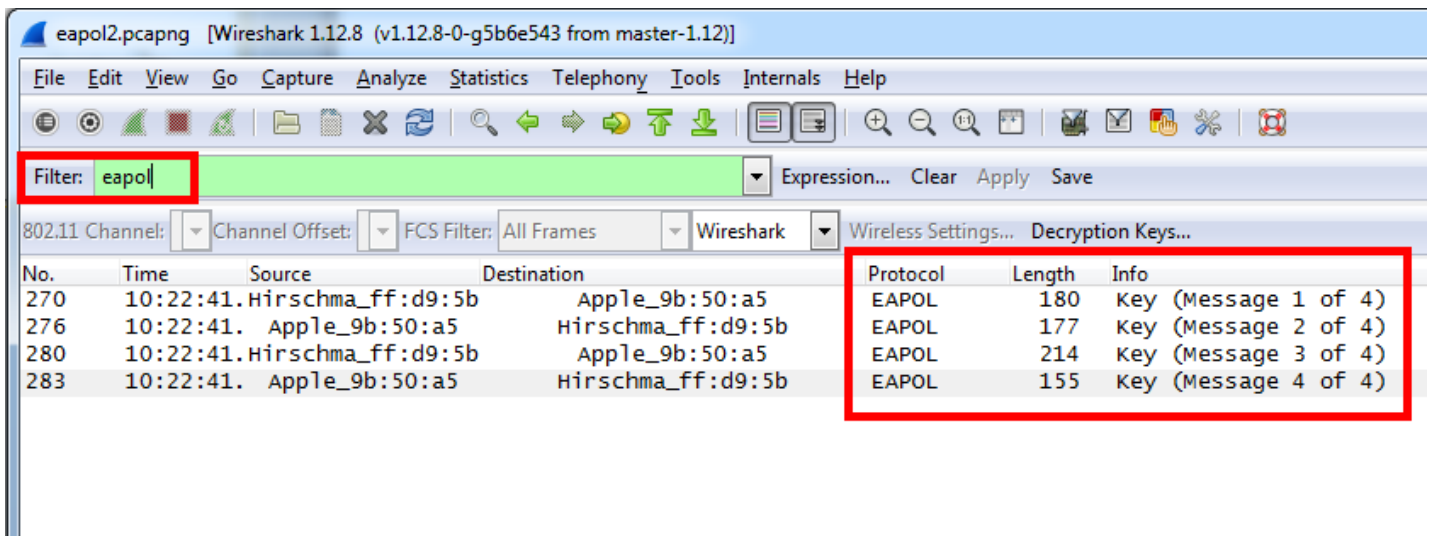 eapol2.pcapng [Wireshark 1.12.8 (v1.12.8-0-g5b6e543 from master-1.12)]
File Edit View Go Capture Analyze Statistics Telephony Tools Internals Help
Filter: eapol Expression... Clear Apply Save
802.11 Channel: Channel Offset: FCS Filter: All Frames Wireshark Wireless Settings... Decryption Keys...
No. Time Source Destination Protocol Length Info
270 10:22:41. Hirschma_ff:d9:5b Apple_9b:50:a5 EAPOL 180 Key (Message 1 of 4)
276 10:22:41. Apple_9b:50:a5 Hirschma_ff:d9:5b EAPOL 177 Key (Message 2 of 4)
280 10:22:41. Hirschma_ff:d9:5b Apple_9b:50:a5 EAPOL 214 Key (Message 3 of 4)
283 10:22:41. Apple_9b:50:a5 Hirschma_ff:d9:5b EAPOL 155 Key (Message 4 of 4)